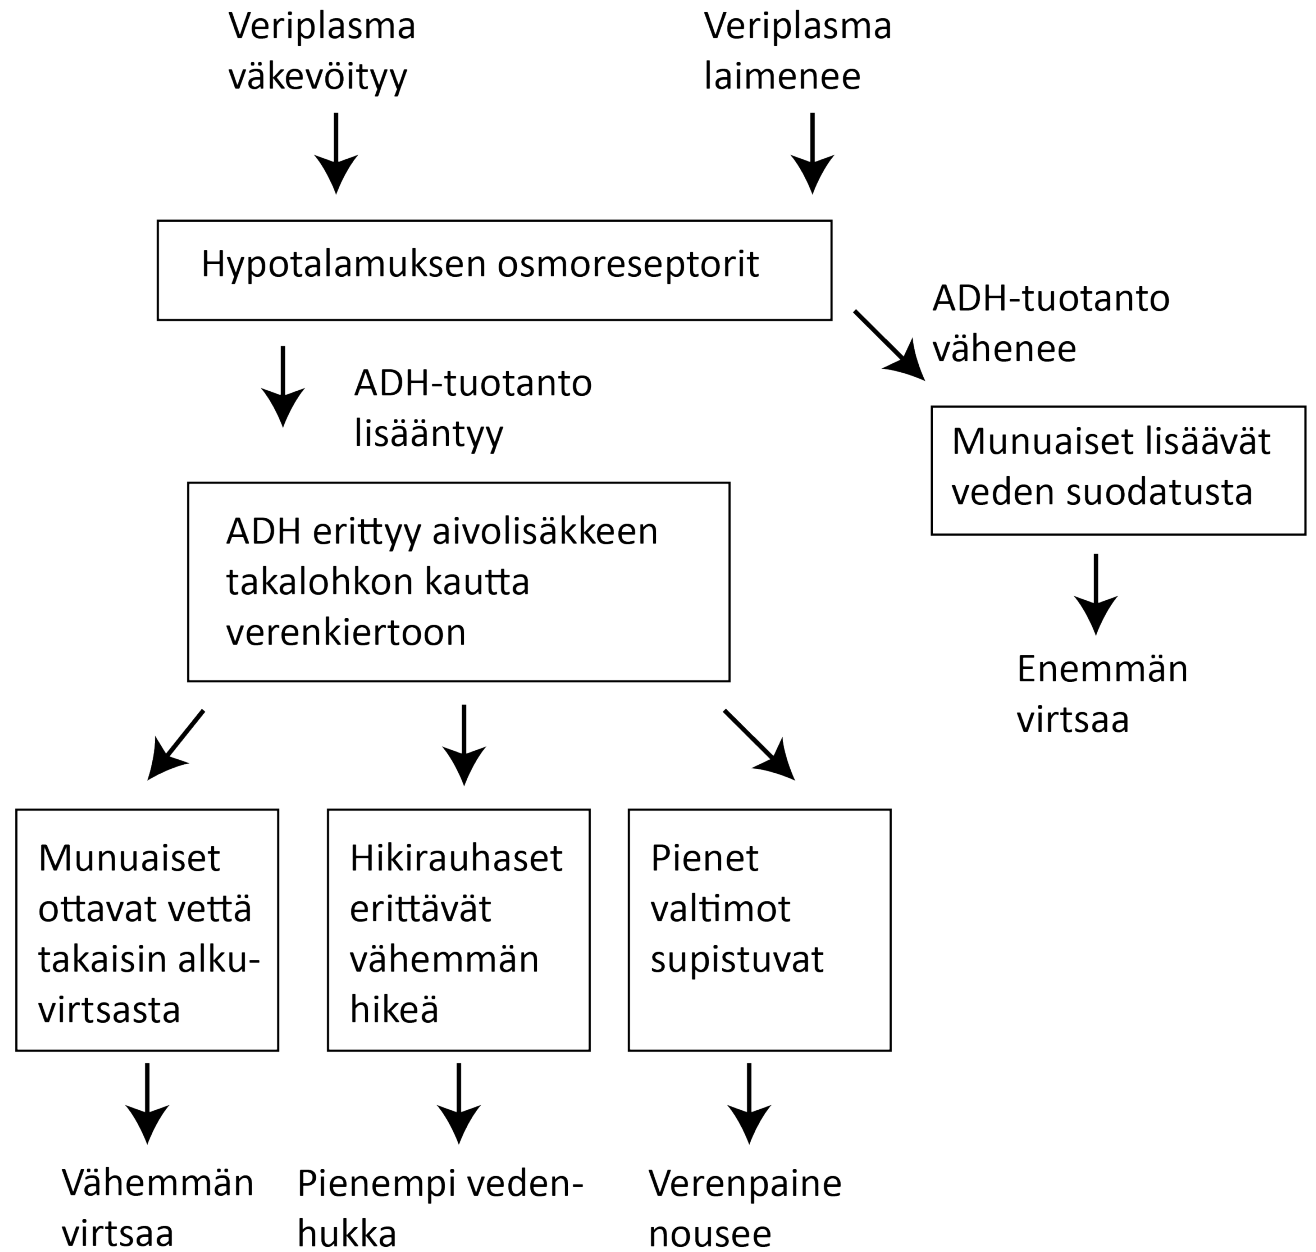 Veriplasma
väkevöityy
Veriplasma
laimenee
Hypotalamuksen osmoreseptorit
ADH-tuotanto
vähenee
ADH-tuotanto
lisääntyy
Munuaiset lisäävät
veden suodatusta
ADH erittyy aivolisäkkeen
takalohkon kautta
verenkiertoon
Enemmän
virtsaa
Munuaiset
ottavat vettä
takaisin alku-
virtsasta
Hikirauhaset
erittävät
vähemmän
hikeä
Pienet
valtimot
supistuvat
Vähemmän
virtsaa
Pienempi veden-
hukka
Verenpaine
nousee